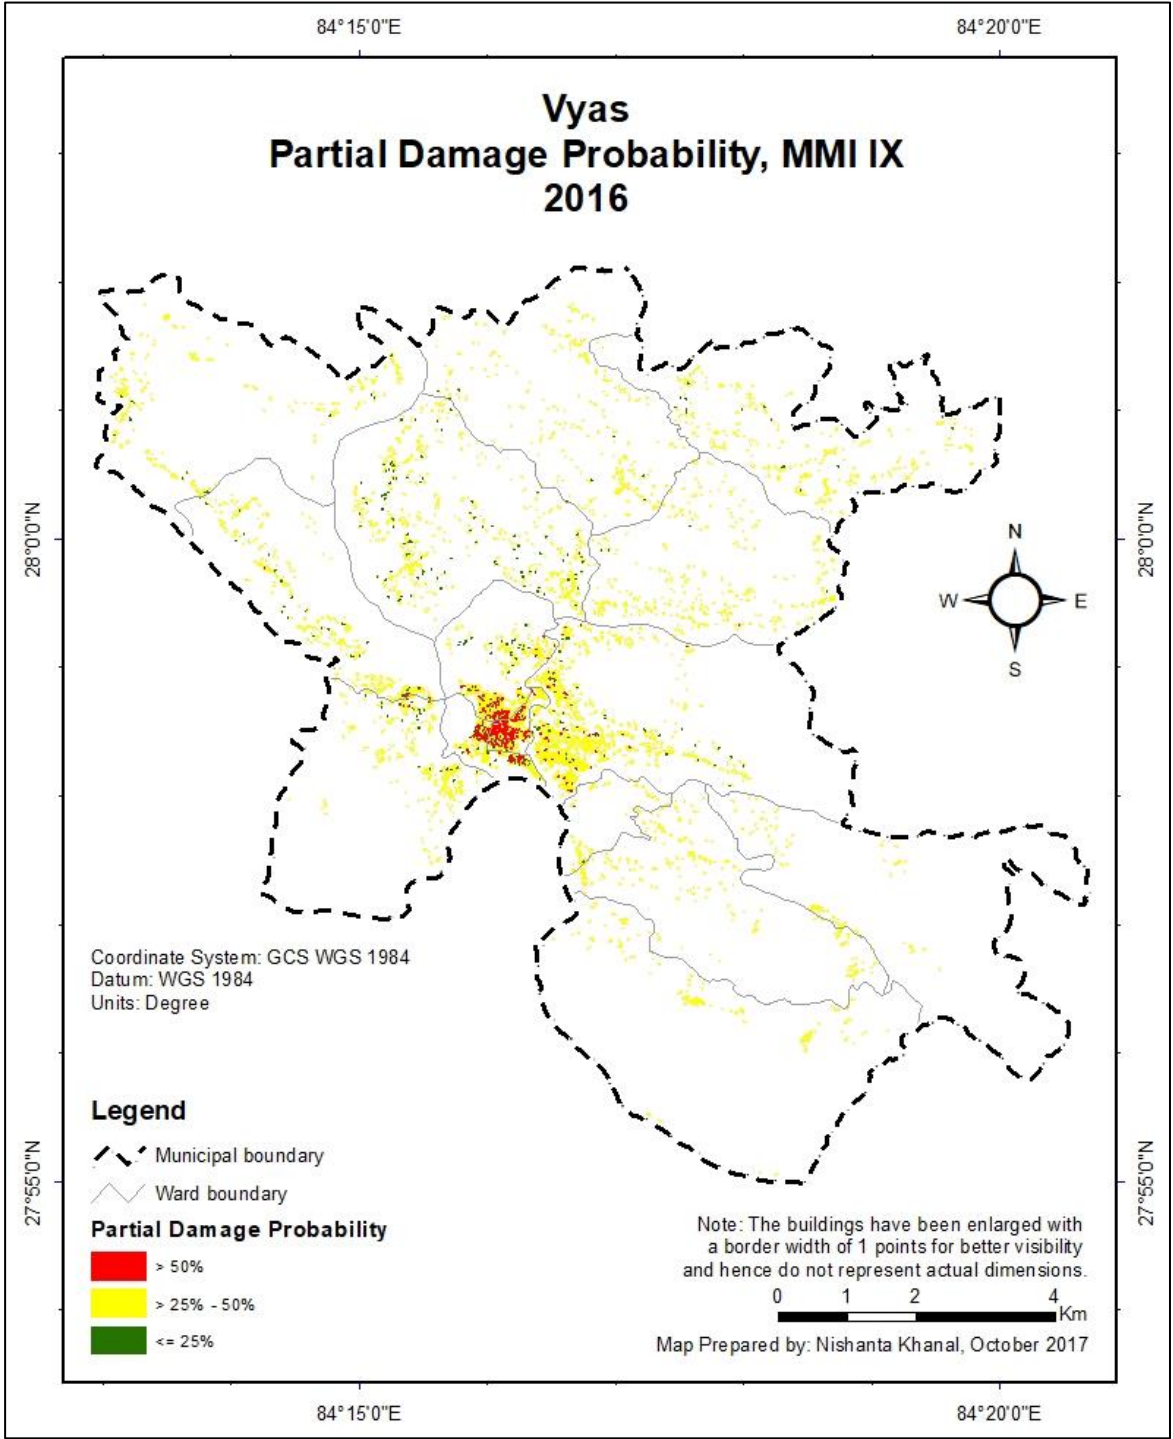 84°15'0"E
84°20'0"E
Vyas
Partial Damage Probability, MMI IX
2016
28°0'0"N
28°0'0"N
N
W
E
S
Coordinate System: GCS WGS 1984
Datum: WGS 1984
Units: Degree
Legend
Municipal boundary
Ward boundary
Partial Damage Probability
> 50%
> 25% - 50%
<= 25%
27°55'0"N
27°55'0"N
Note: The buildings have been enlarged with
a border width of 1 points for better visibility
and hence do not represent actual dimensions.
0 1 2 4
Km
Map Prepared by: Nishanta Khanal, October 2017
84°15'0"E
84°20'0"E